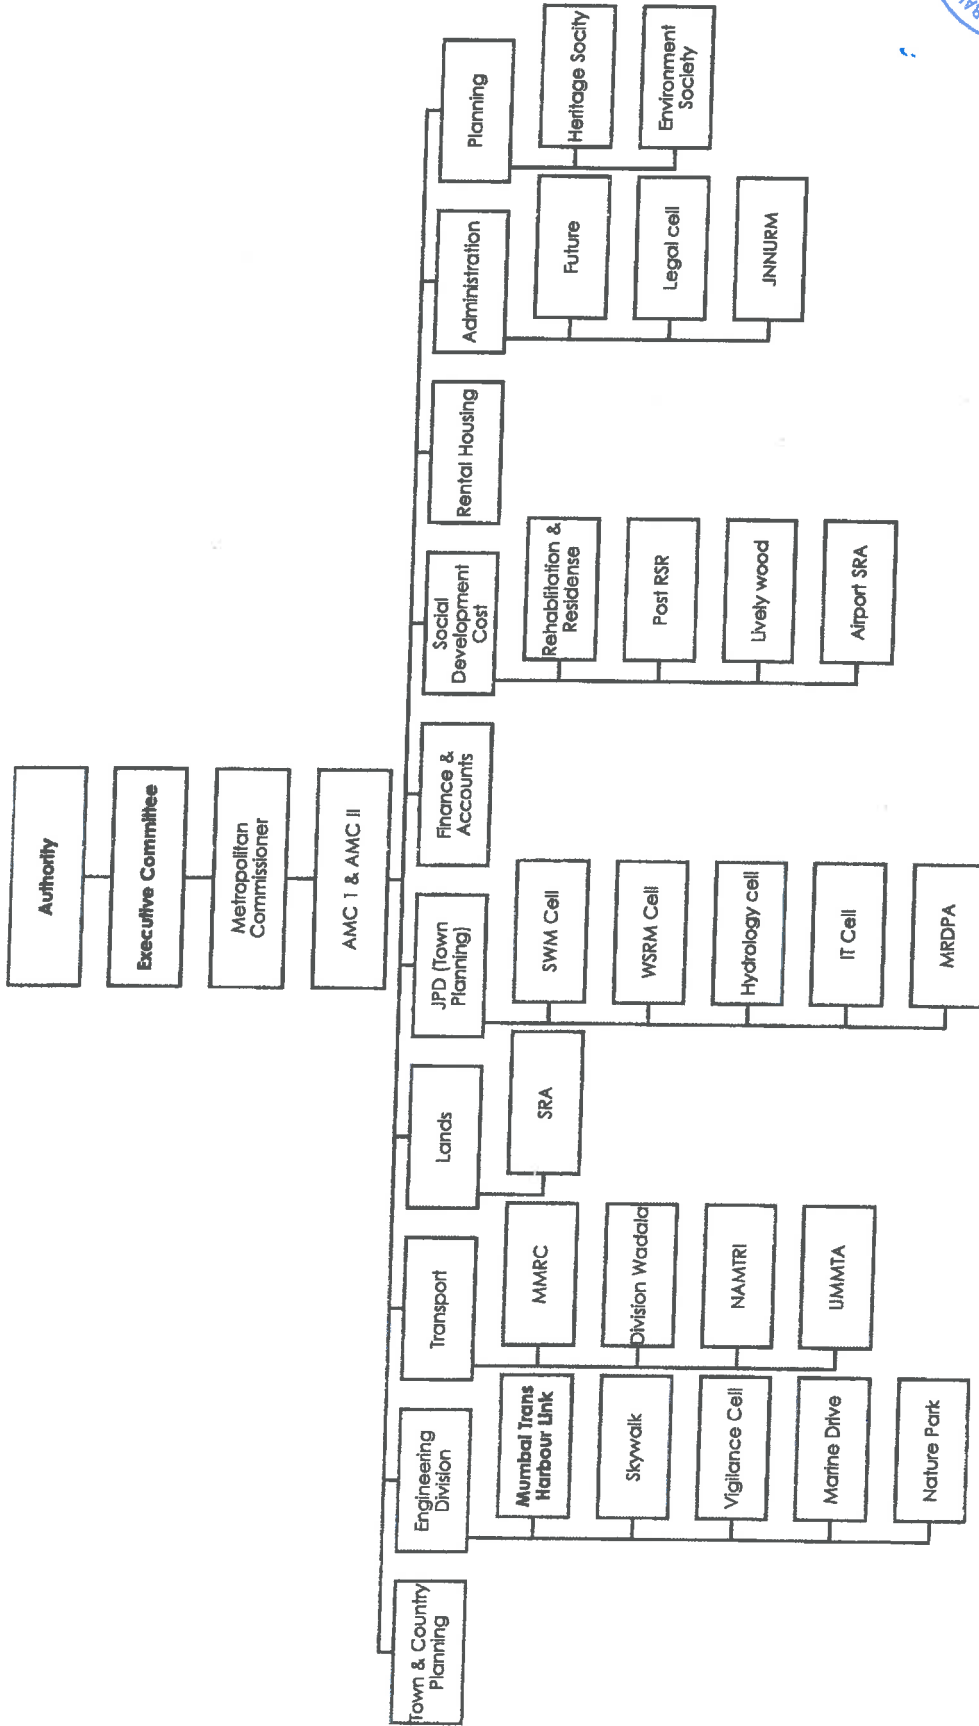 Authority
Executive Committee
Metropolitan
Commissioner
AMC 1 & AMC II
Town & Country
Planning
Engineering
Division
Mumbai Trans
Harbour Link
Skywalk
Vigilance Cell
Marine Drive
Nature Park
Transport
MMRC
Division Wadala
NAMTRI
UMMTA
Lands
SRA
JPD (Town
Planning)
SWM Cell
WSRM Cell
Hydrology cell
IT Cell
MRDPA
Finance &
Accounts
Social
Development
Cost
Rehablitation &
Residense
Post RSR
Lively wood
Airport SRA
Rental Housing
Administration
Future
Legal cell
JNNURM
Planning
Heritage Socity
Environment
Society